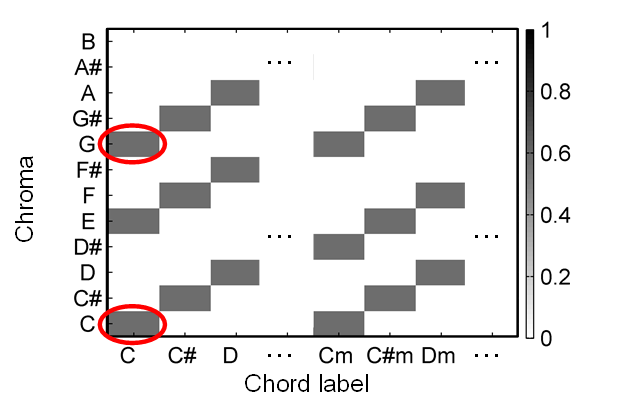 B
A#
A
G#
G
F#
F
E
D#
D
C#
C
Chroma
... ...
... ...
C C# D ... Cm C#m Dm ...
Chord label
1
0.8
0.6
0.4
0.2
0